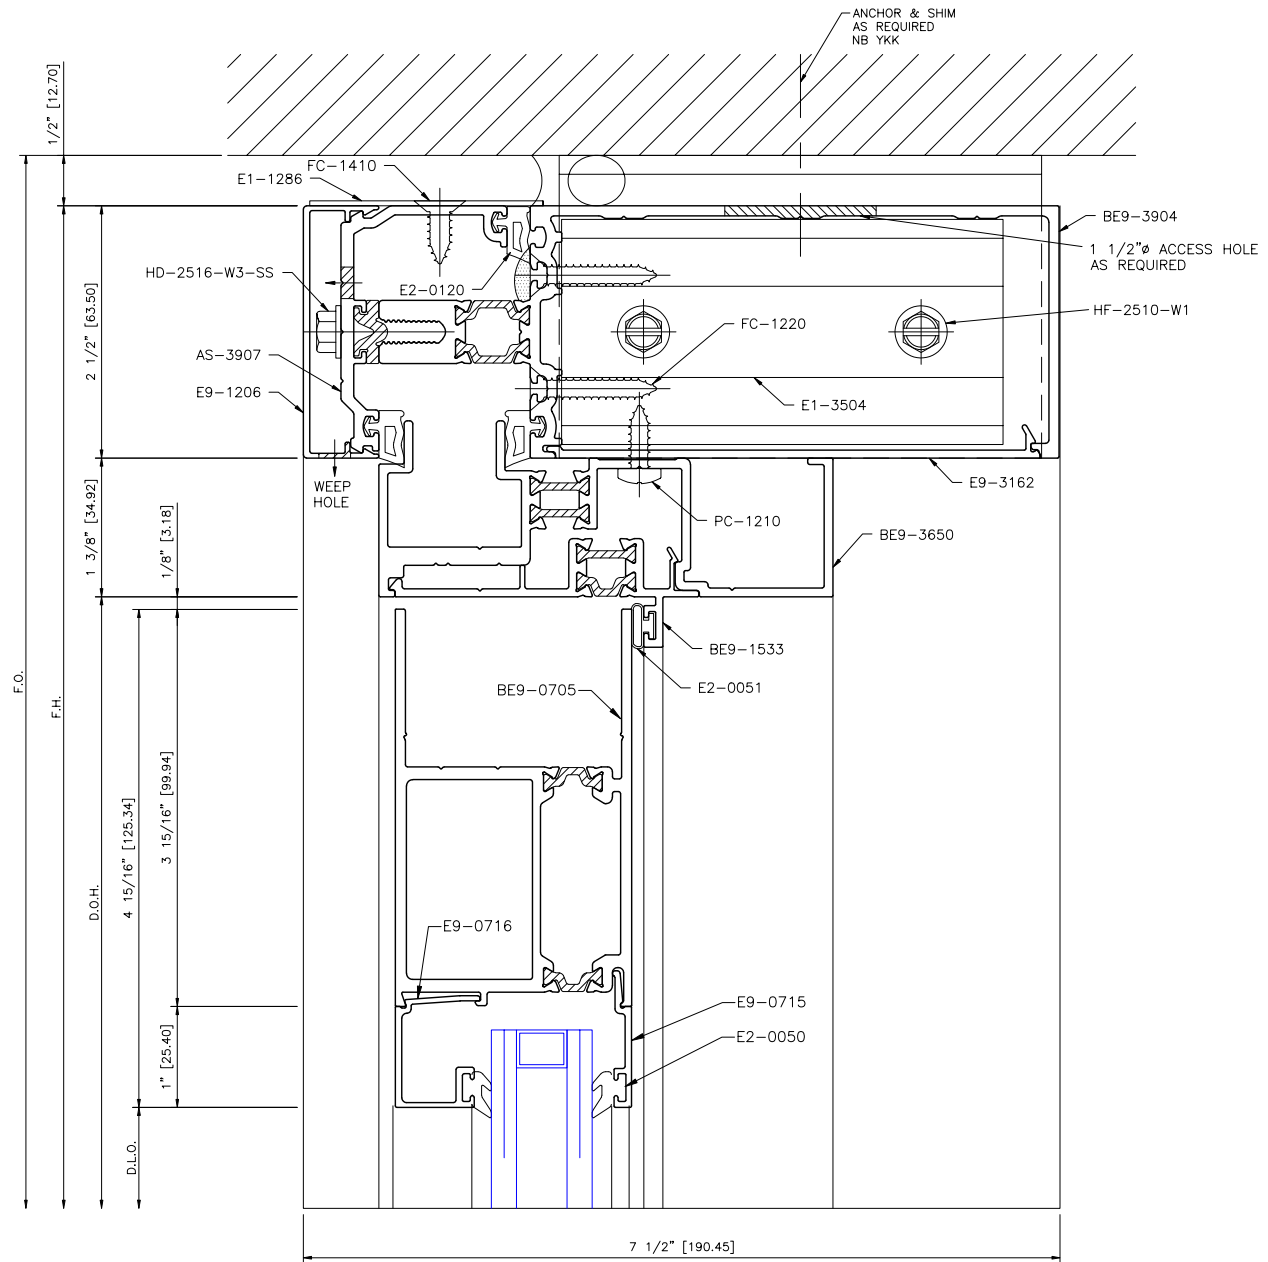 ANCHOR & SHIM
AS REQUIRED
NB YKK
1/2" [12.70]
FC-1410
E1-1286
BE9-3904
1 1/2"ø ACCESS HOLE
AS REQUIRED
HD-2516-W3-SS
E2-0120
HF-2510-W1
FC-1220
2 1/2" [63.50]
AS-3907
E9-1206
E1-3504
WEEP
HOLE
E9-3162
1 3/8" [34.92]
1/8" [3.18]
PC-1210
BE9-3650
BE9-1533
E2-0051
BE9-0705
F.O.
F.H.
D.O.H.
4 15/16" [125.34]
3 15/16" [99.94]
E9-0716
E9-0715
E2-0050
1" [25.40]
D.L.O.
7 1/2" [190.45]